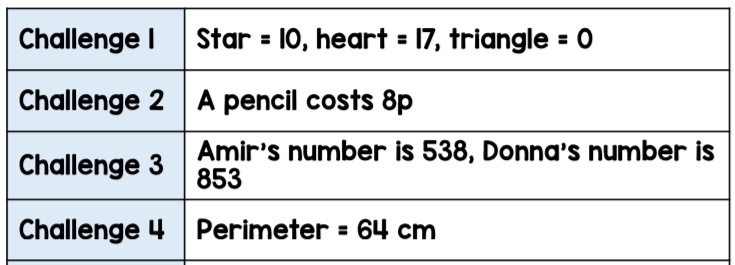 Challenge 1
Star = 10, heart = 17, triangle = 0
Challenge 2
A pencil costs 8p
Challenge 3
Amir's number is 538, Donna's number is
853
Challenge 4
Perimeter = 64 cm